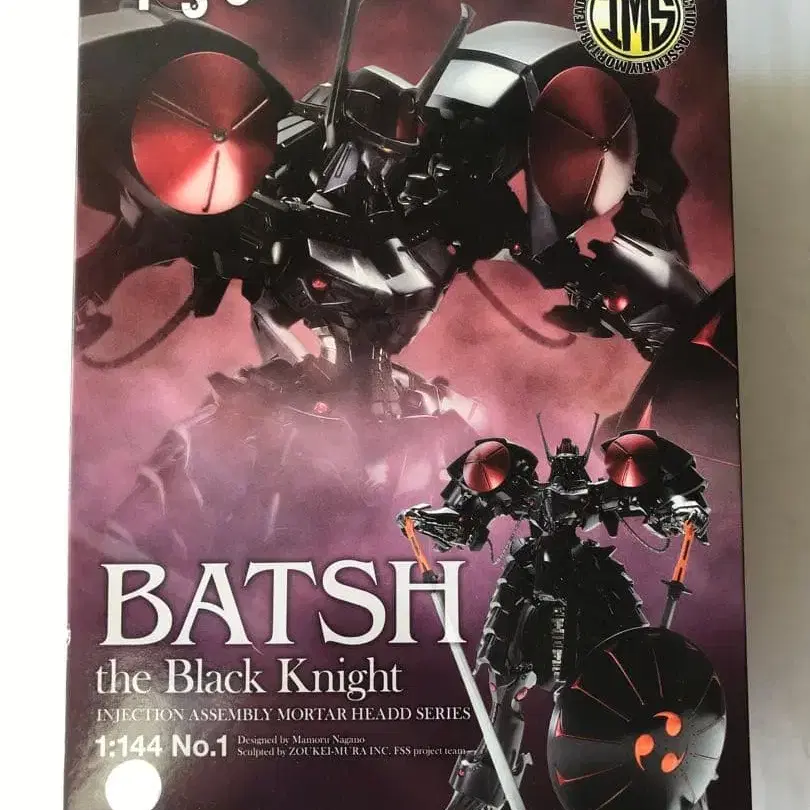 IMS
BATSH
the Black Knight
INJECTION ASSEMBLY MORTAR HEADD SERIES
1:144 No.1
Designed by Mamoru Nagano
Sculpted by ZOUKEI-MURA INC. FSS project team